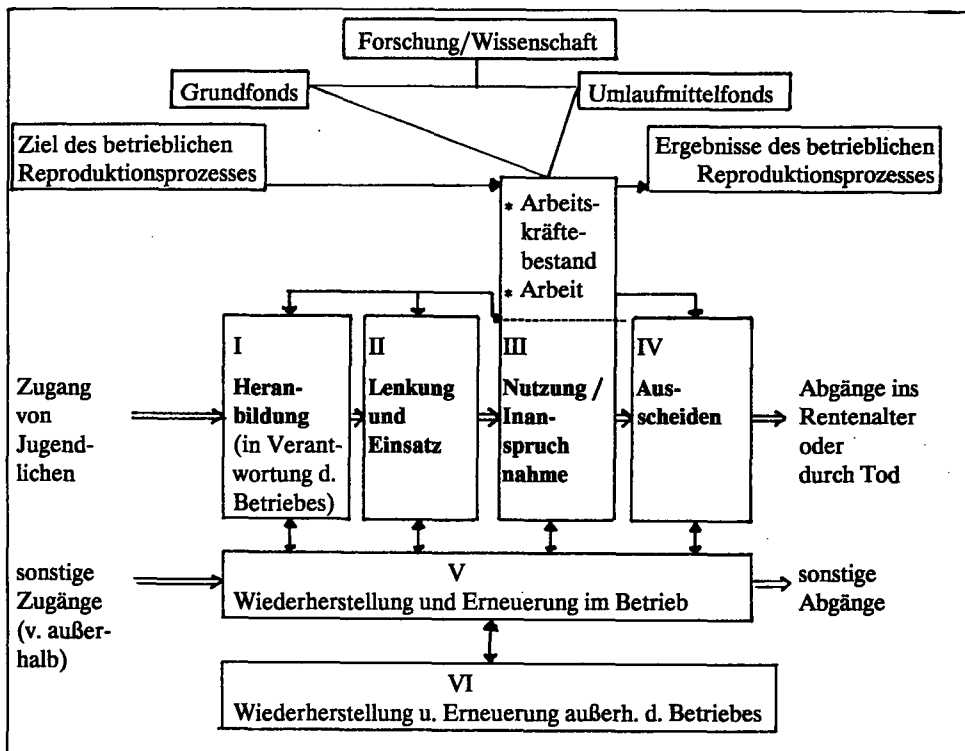 Forschung/Wissenschaft
Grundfonds
Umlaufmittelfonds
Ziel des betrieblichen
Reproduktionsprozesses
Ergebnisse des betrieblichen
Reproduktionsprozesses
* Arbeits-
kräfte-
bestand
* Arbeit
Zugang
von
Jugend-
lichen
I
Heran-
bildung
(in Verant-
wortung d.
Betriebes)
II
Lenkung
und
Einsatz
III
Nutzung /
Inan-
spruch
nahme
IV
Aus-
scheiden
Abgänge ins
Rentenalter
oder
durch Tod
sonstige
Zugänge
(v. außer-
halb)
V
Wiederherstellung und Erneuerung im Betrieb
sonstige
Abgänge
VI
Wiederherstellung u. Erneuerung außerh. d. Betriebes